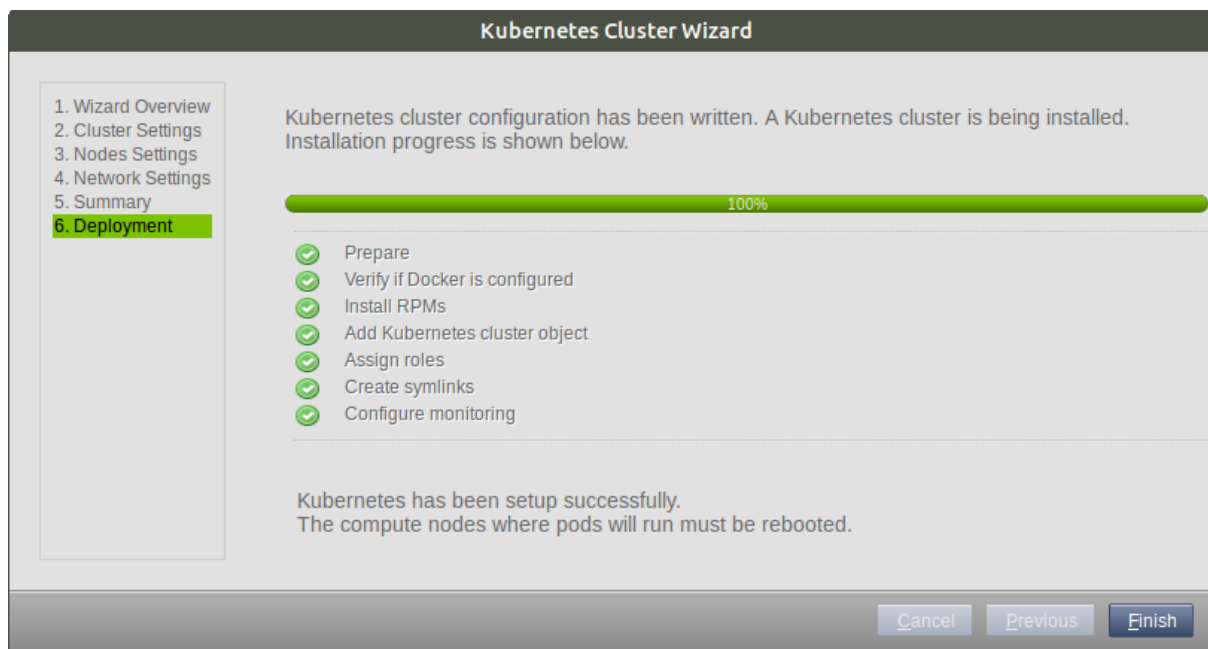 Kubernetes Cluster Wizard
1. Wizard Overview
2. Cluster Settings
3. Nodes Settings
4. Network Settings
5. Summary
6. Deployment
Kubernetes cluster configuration has been written. A Kubernetes cluster is being installed.
Installation progress is shown below.
100%
Prepare
Verify if Docker is configured
Install RPMs
Add Kubernetes cluster object
Assign roles
Create symlinks
Configure monitoring
Kubernetes has been setup successfully.
The compute nodes where pods will run must be rebooted.
Cancel
Previous
Finish